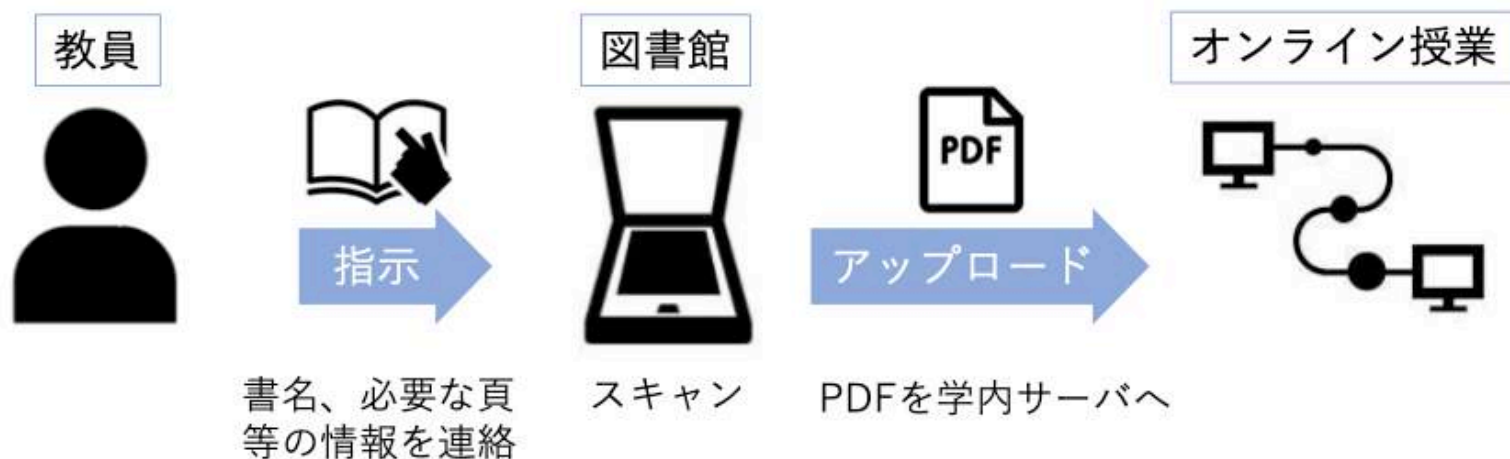 教員
図書館
オンライン授業
PDF
指示
アップロード
書名、必要な頁
等の情報を連絡
スキャン
PDFを学内サーバへ